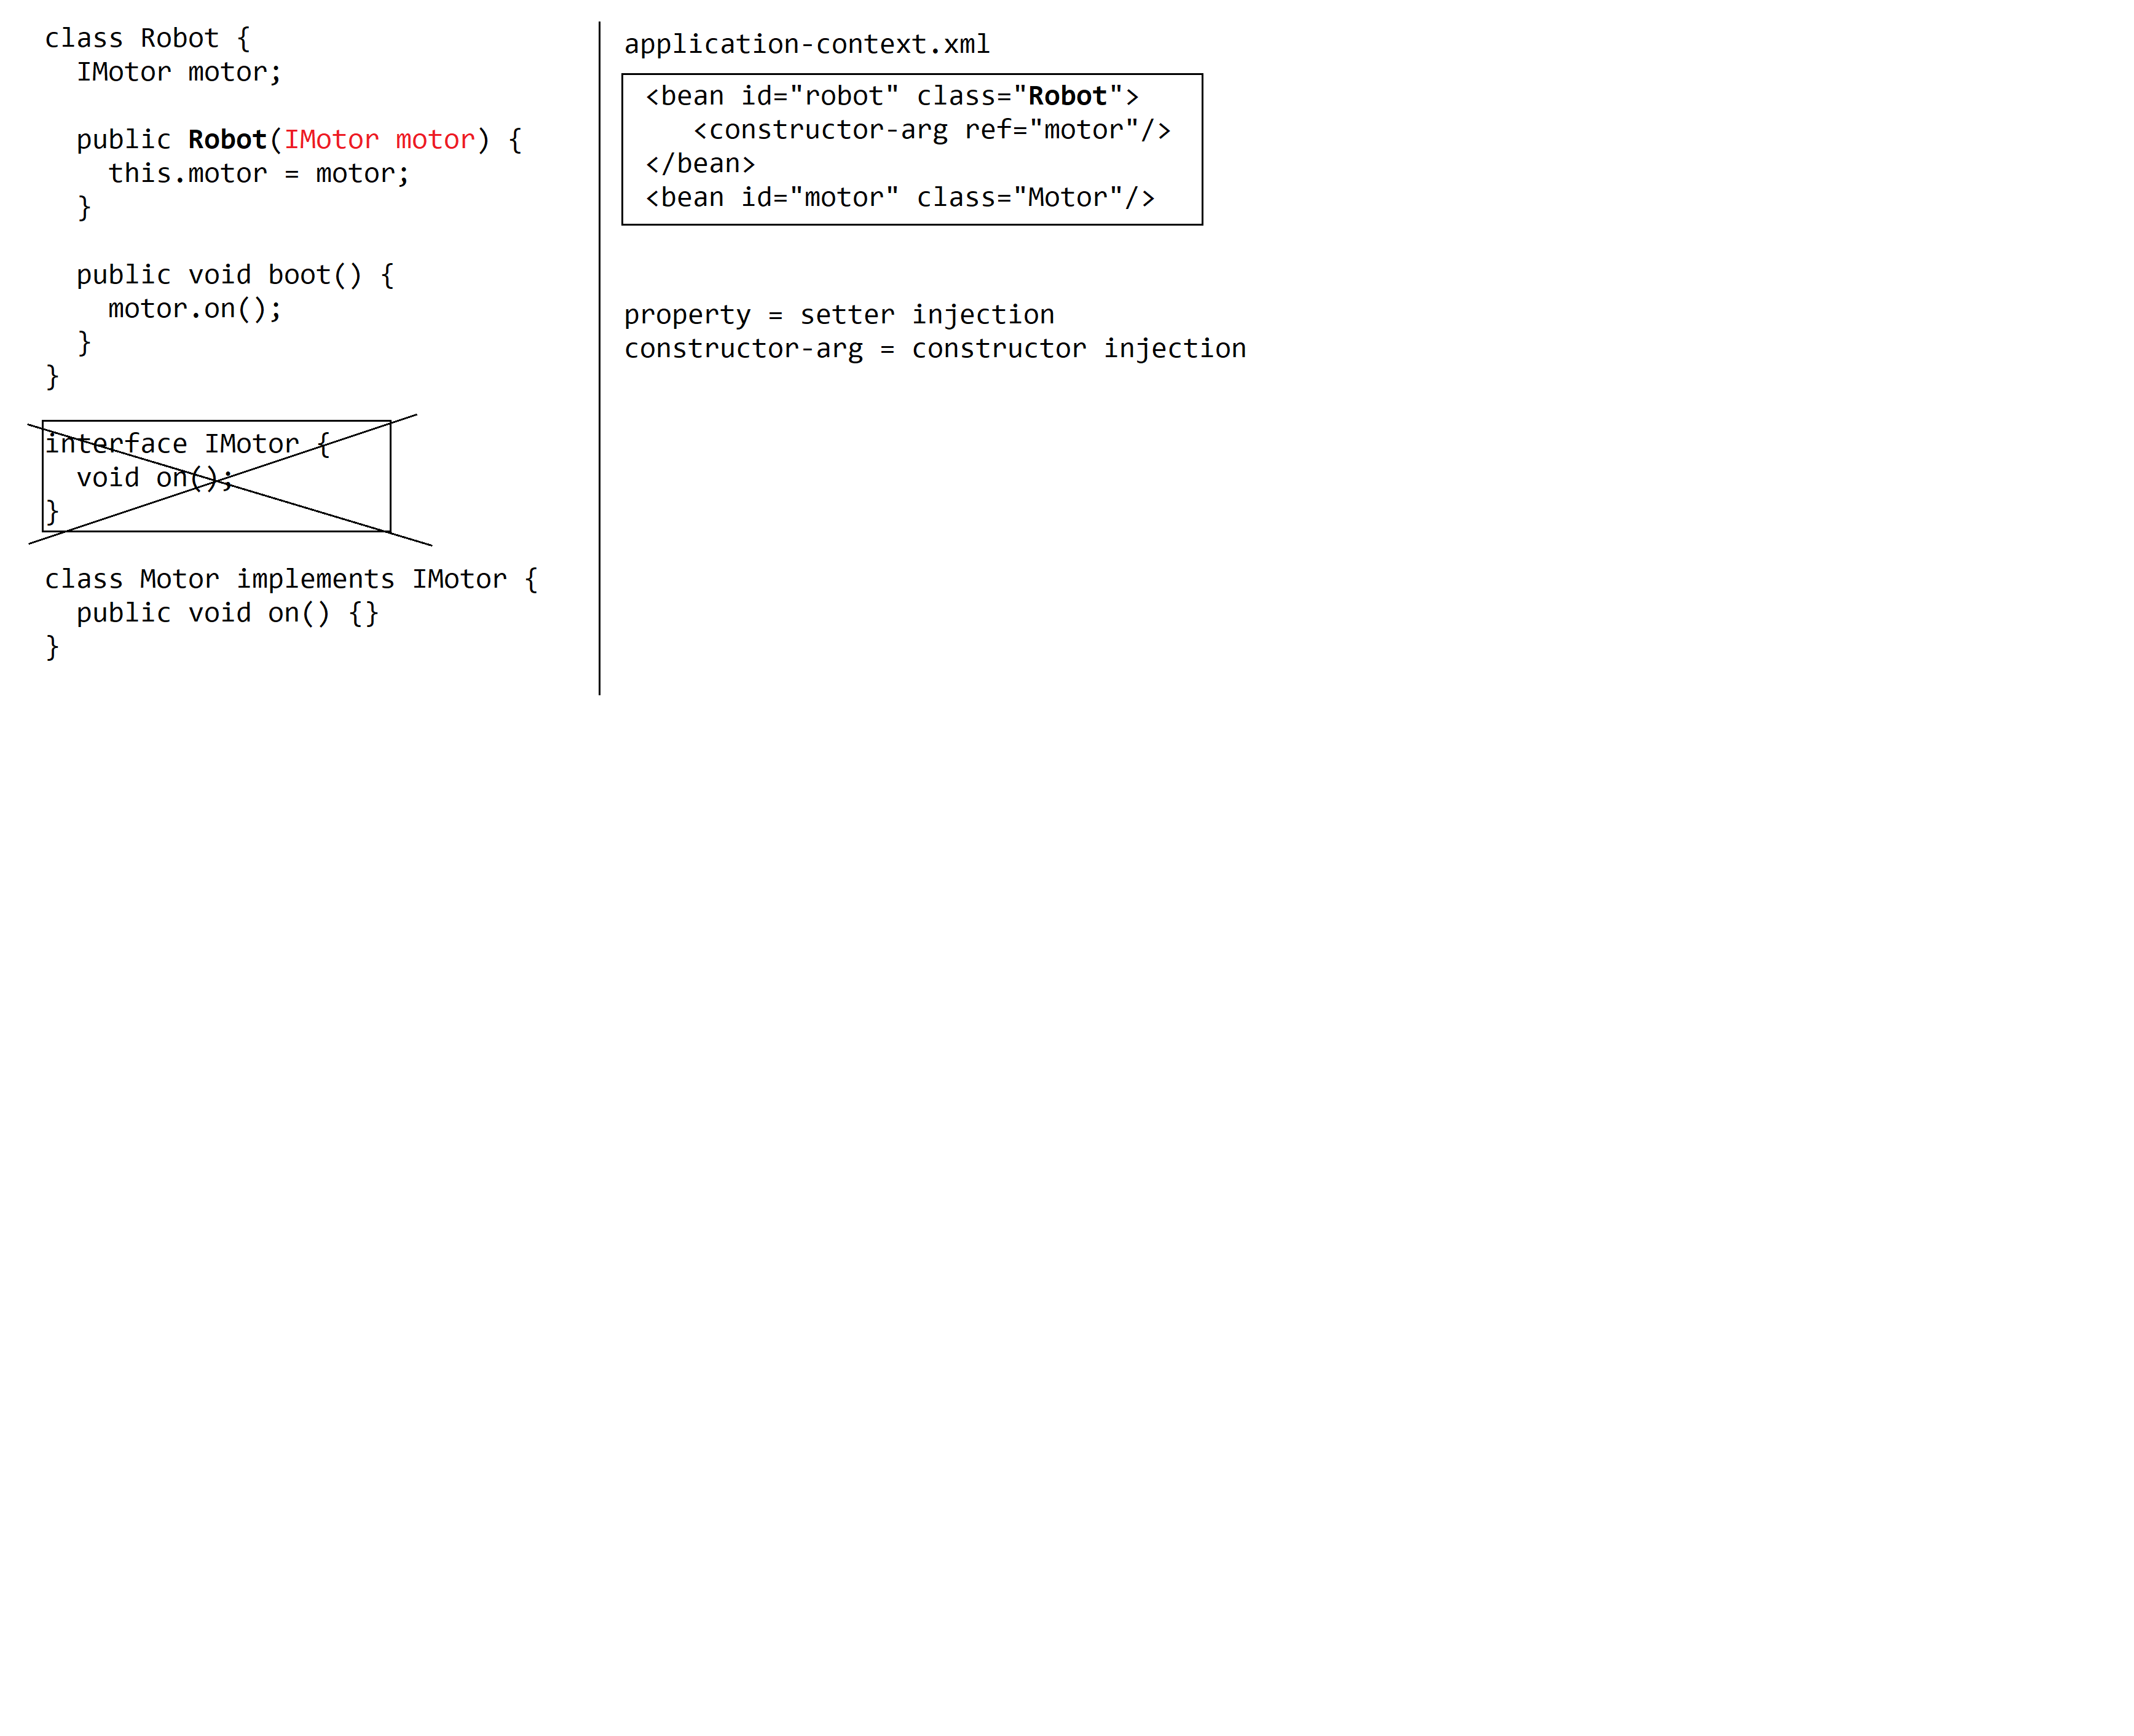 class Robot {
  IMotor motor;
  public Robot(IMotor motor) {
    this.motor = motor;
  }
  public void boot() {
    motor.on();
  }
}
interface IMotor {
  void on();
}
class Motor implements IMotor {
  public void on() {}
}
application-context.xml
<bean id="robot" class="Robot">
   <constructor-arg ref="motor"/>
</bean>
<bean id="motor" class="Motor"/>
property = setter injection
constructor-arg = constructor injection